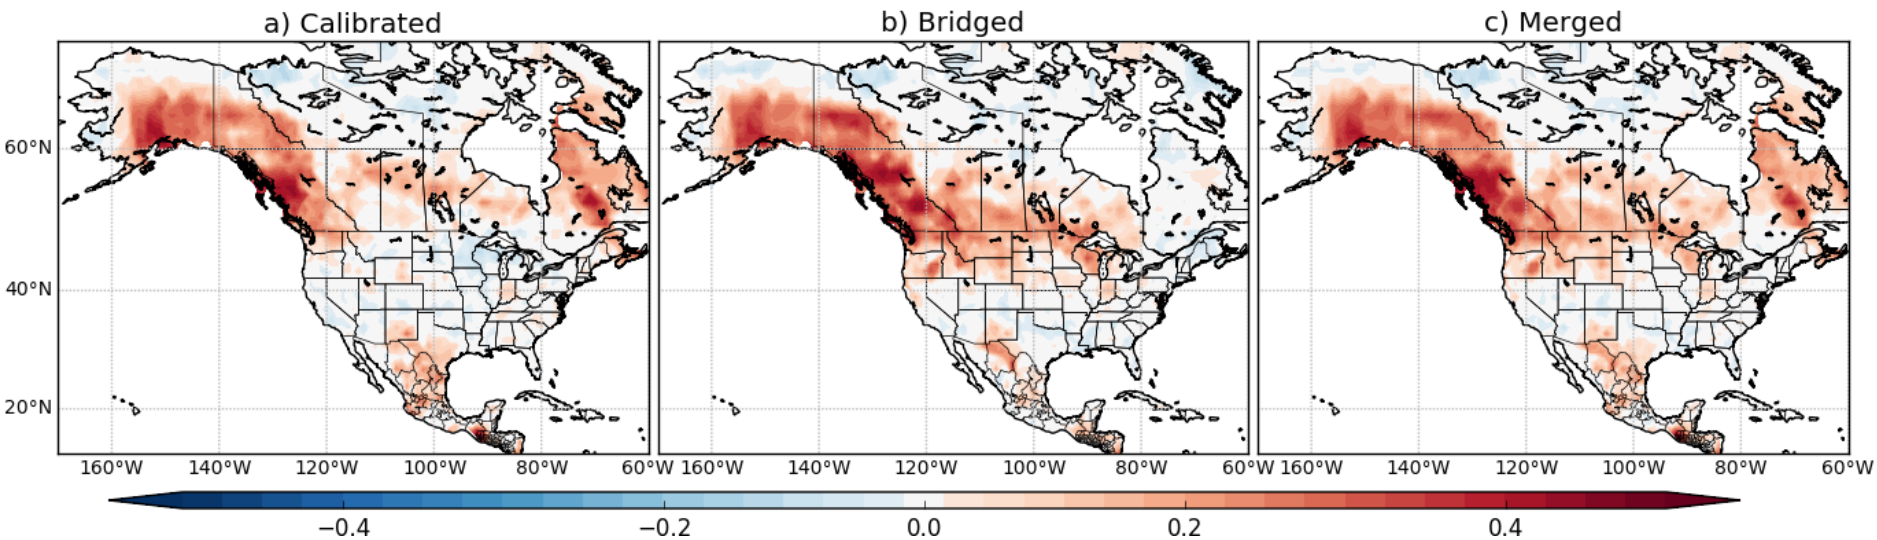 a) Calibrated
b) Bridged
c) Merged
60°N
40°N
20°N
160°W 140°W 120°W 100°W 80°W 60°W 160°W 140°W 120°W 100°W 80°W 60°W 160°W 140°W 120°W 100°W 80°W 60°W
−0.4 −0.2 0.0 0.2 0.4